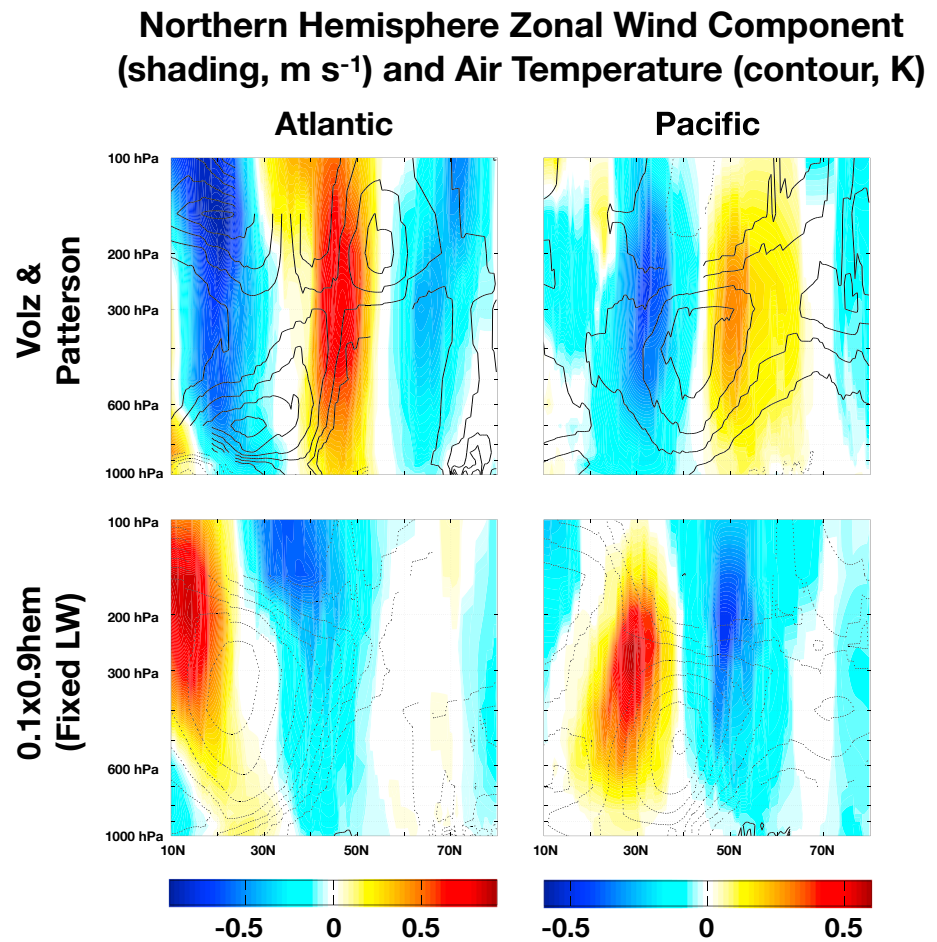 Northern Hemisphere Zonal Wind Component
(shading, m s-1) and Air Temperature (contour, K)
Atlantic
Pacific
Volz &
Patterson
100 hPa
200 hPa
300 hPa
600 hPa
1000 hPa
0.1x0.9hem
(Fixed LW)
100 hPa
200 hPa
300 hPa
600 hPa
1000 hPa
10N 30N 50N 70N
10N 30N 50N 70N
-0.5 0 0.5
-0.5 0 0.5